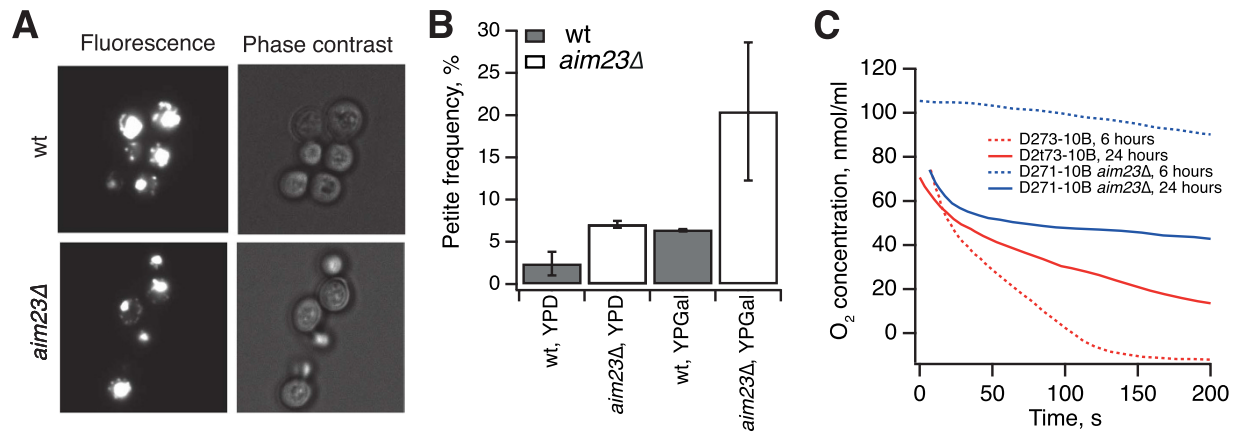 A
Fluorescence
Phase contrast
wt
aim23Δ
B
Petite frequency, %
30
25
20
15
10
5
0
wt
aim23Δ
wt, YPD
aim23Δ, YPD
wt, YPGal
aim23Δ, YPGal
C
O2 concentration, nmol/ml
120
100
80
60
40
20
0
D273-10B, 6 hours
D2t73-10B, 24 hours
D271-10B aim23Δ, 6 hours
D271-10B aim23Δ, 24 hours
0 50 100 150 200
Time, s